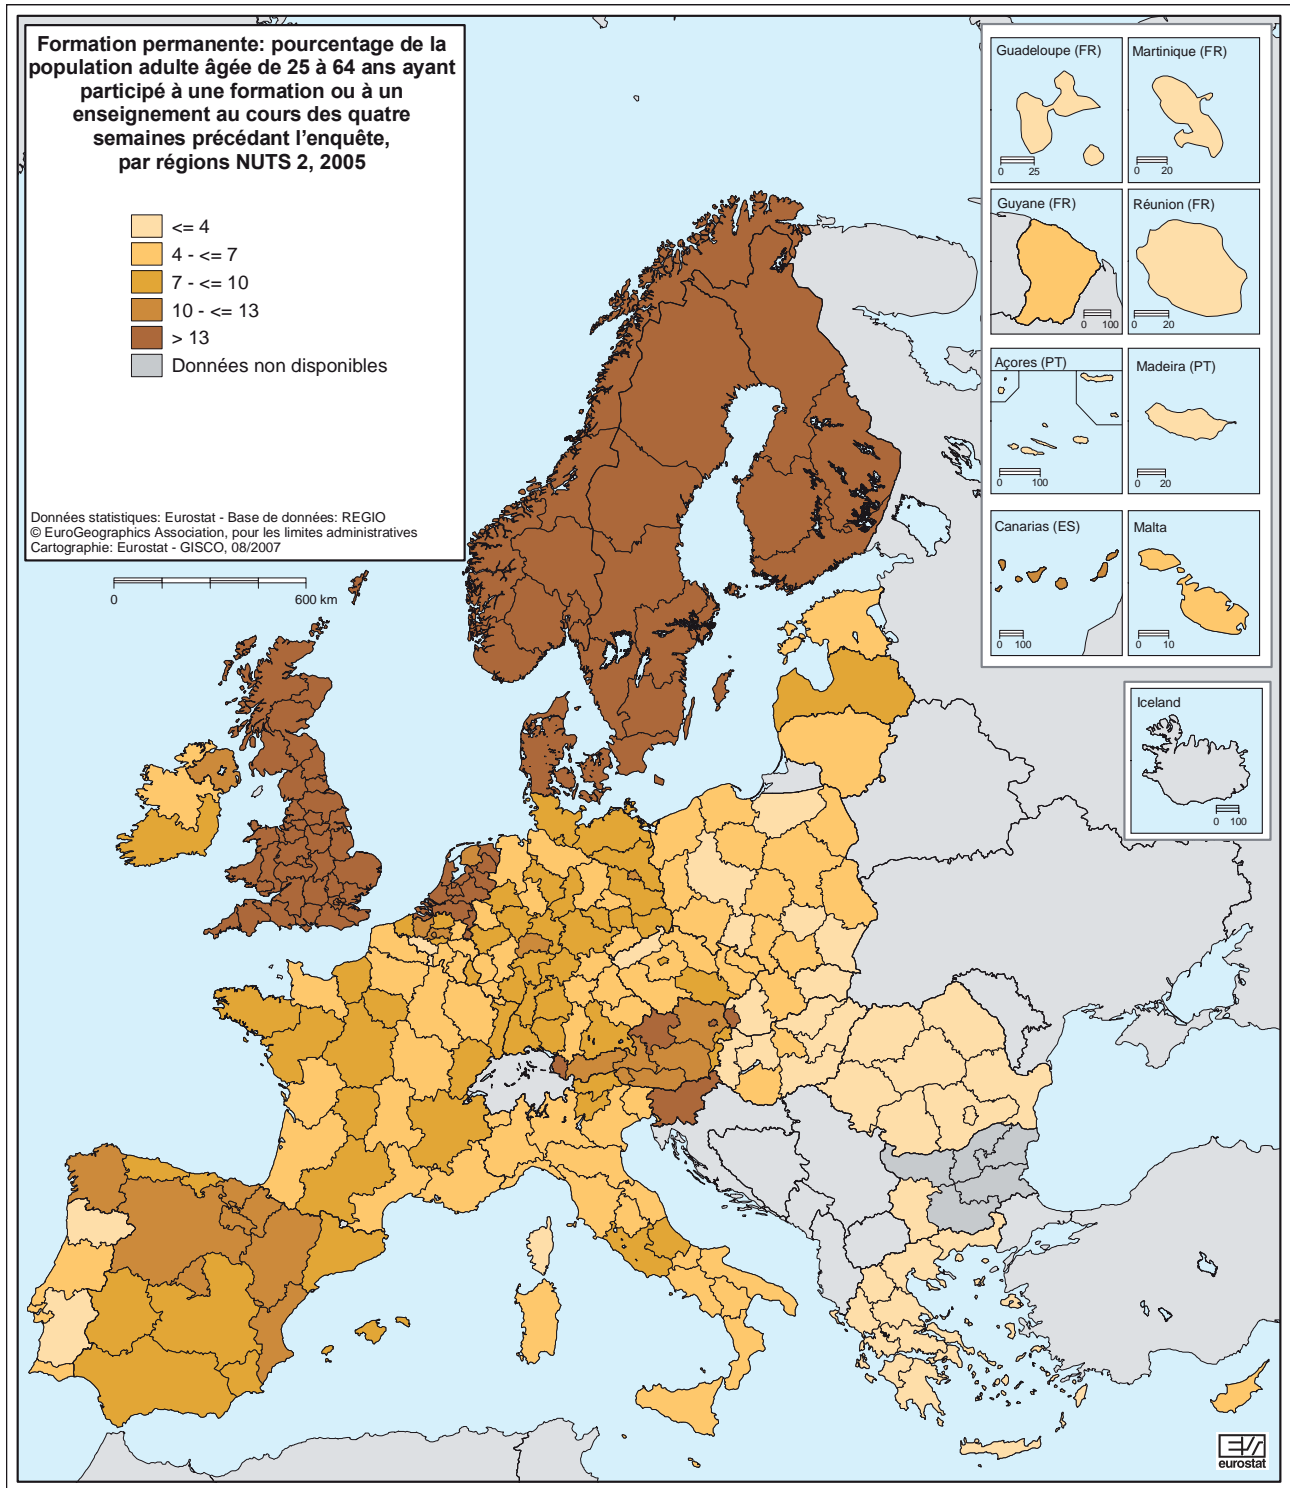 Formation permanente: pourcentage de la
population adulte âgée de 25 à 64 ans ayant
participé à une formation ou à un
enseignement au cours des quatre
semaines précédant l'enquête,
par régions NUTS 2, 2005
<= 4
4 - <= 7
7 - <= 10
10 - <= 13
> 13
Données non disponibles
Données statistiques: Eurostat - Base de données: REGIO
© EuroGeographics Association, pour les limites administratives
Cartographie: Eurostat - GISCO, 08/2007
0 600 km
Guadeloupe (FR)
0 25
Martinique (FR)
0 20
Guyane (FR)
0 100
Réunion (FR)
0 20
Açores (PT)
0 100
Madeira (PT)
0 20
Canarias (ES)
0 100
Malta
0 10
Iceland
0 100
eurostat